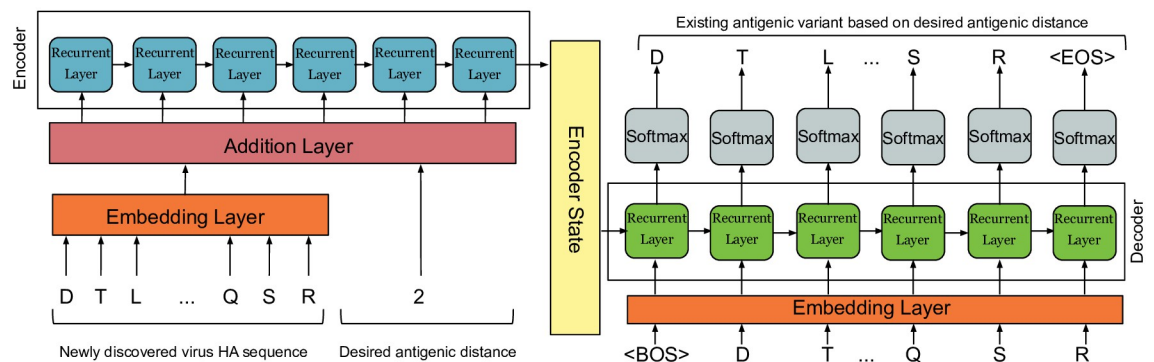 Encoder
Recurrent Layer
Recurrent Layer
Recurrent Layer
Recurrent Layer
Recurrent Layer
Recurrent Layer
Addition Layer
Embedding Layer
D T L ... Q S R
2
Newly discovered virus HA sequence
Desired antigenic distance
Encoder State
Existing antigenic variant based on desired antigenic distance
D T L ... S R <EOS>
Softmax Softmax Softmax Softmax Softmax Softmax
Recurrent Layer
Recurrent Layer
Recurrent Layer
Recurrent Layer
Recurrent Layer
Recurrent Layer
Decoder
Embedding Layer
<BOS> D T ... Q S R